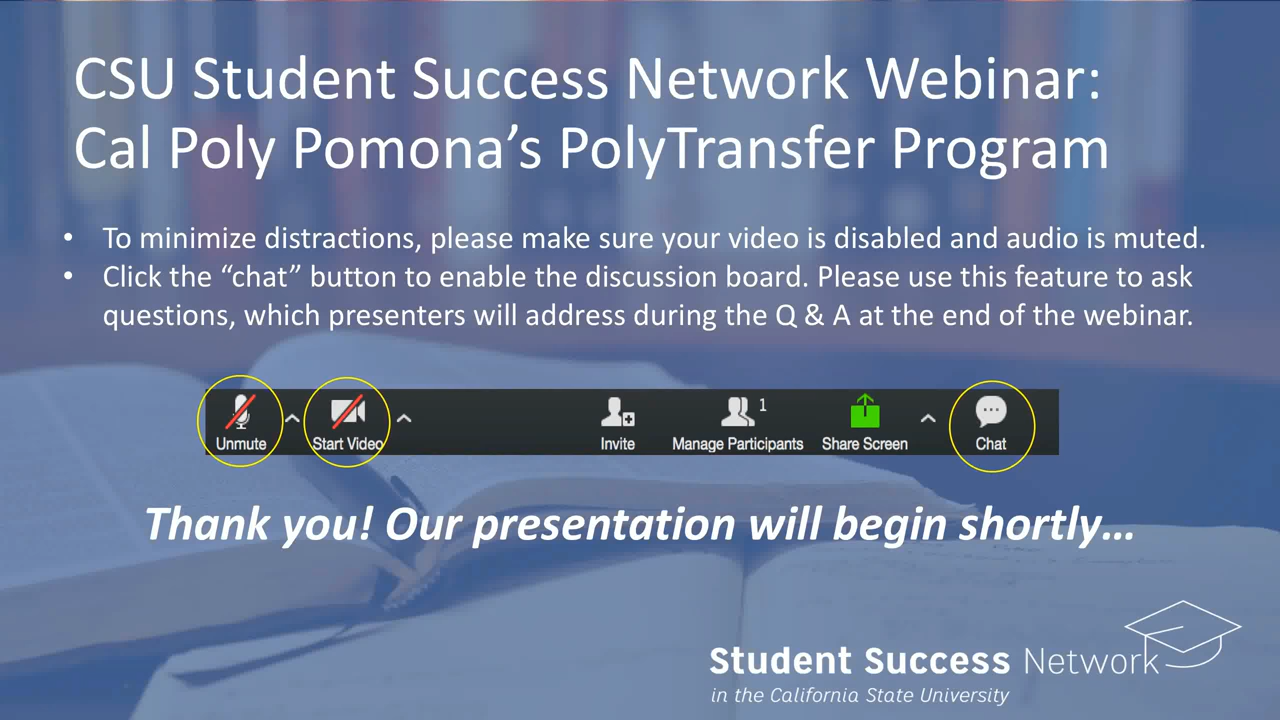 CSU Student Success Network Webinar:
Cal Poly Pomona’s PolyTransfer Program
• To minimize distractions, please make sure your video is disabled and audio is muted.
• Click the “chat” button to enable the discussion board. Please use this feature to ask
questions, which presenters will address during the Q & A at the end of the webinar.
1
Unmute Start Video Invite Manage Participants Share Screen Chat
Thank you! Our presentation will begin shortly…
Student Success Network
in the California State University